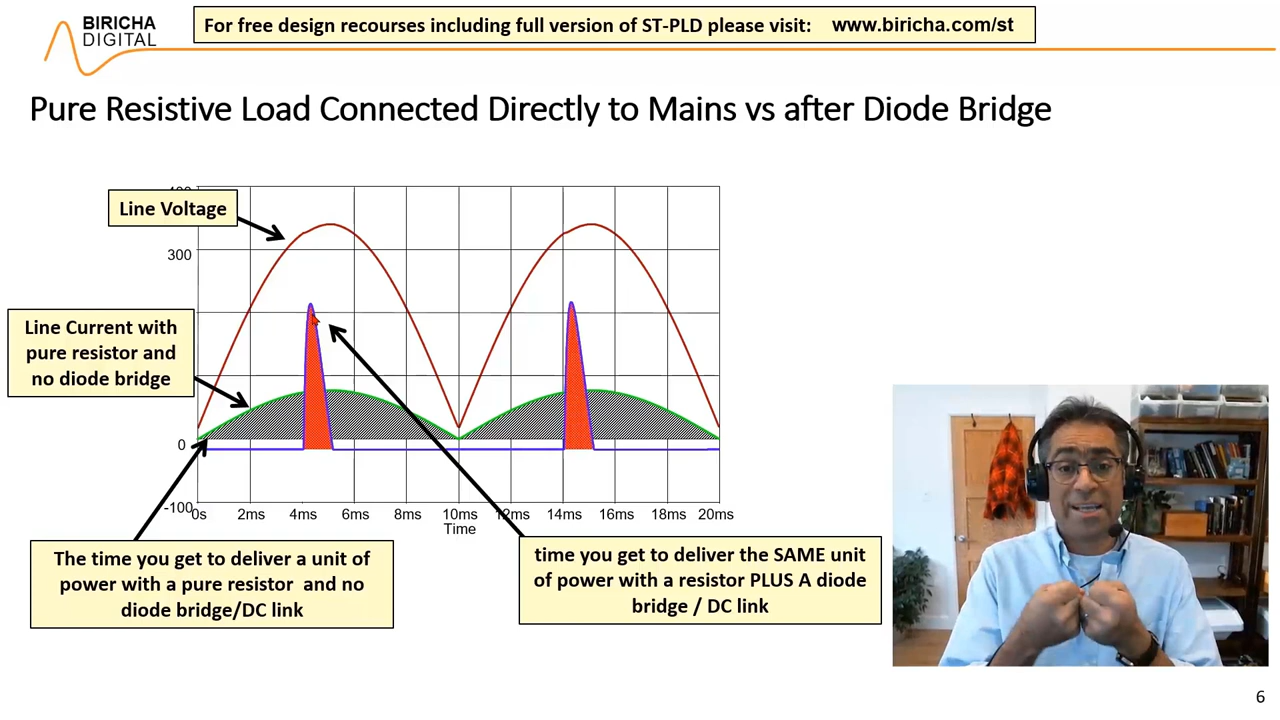 BIRICHA
DIGITAL
For free design recourses including full version of ST-PLD please visit: www.biricha.com/st
Pure Resistive Load Connected Directly to Mains vs after Diode Bridge
400
Line Voltage
300
Line Current with
pure resistor and
no diode bridge
0
-100
0s 2ms 4ms 6ms 8ms 10ms 12ms 14ms 16ms 18ms 20ms
Time
The time you get to deliver a unit of
power with a pure resistor and no
diode bridge/DC link
time you get to deliver the SAME unit
of power with a resistor PLUS A diode
bridge / DC link
6